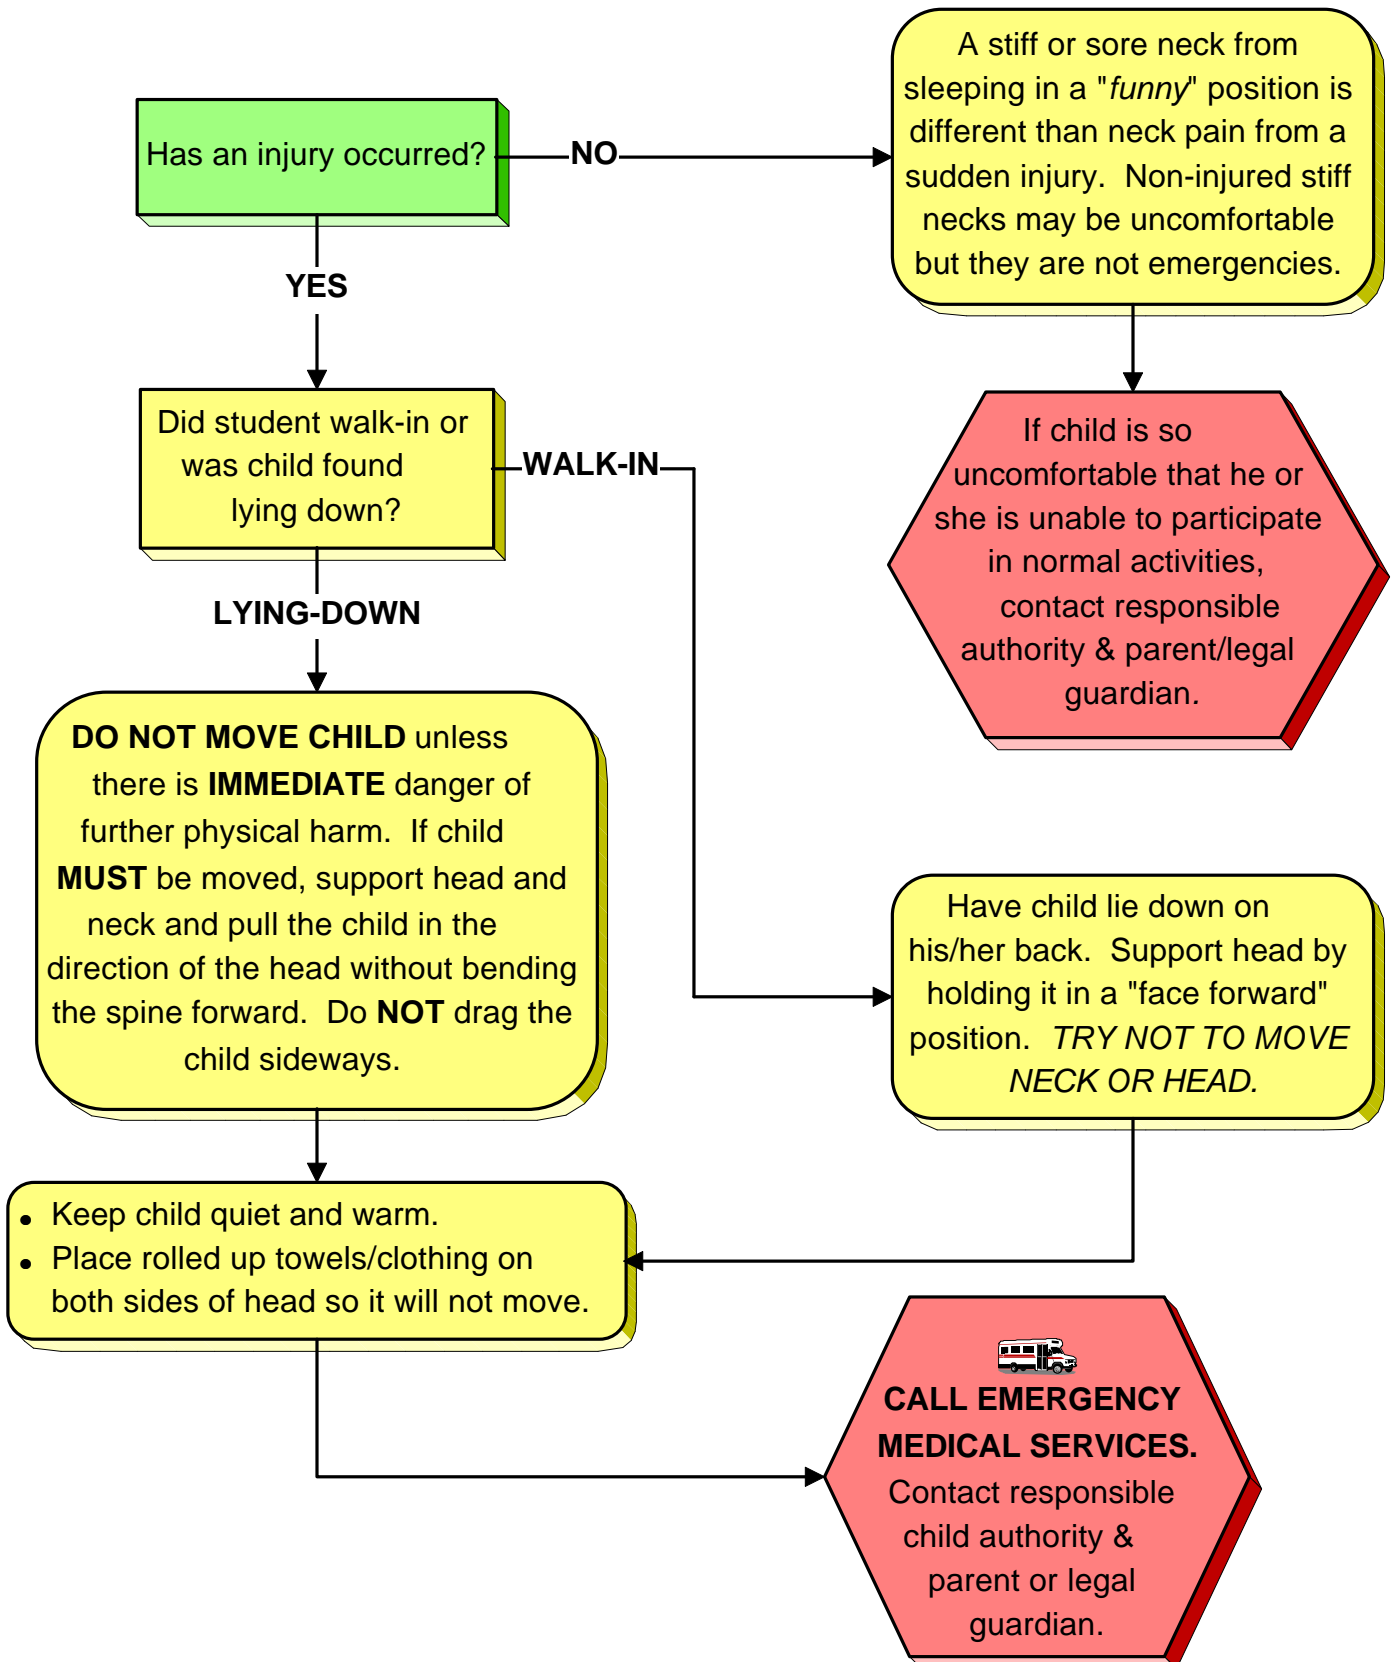 Has an injury occurred?
NO
A stiff or sore neck from
sleeping in a "funny" position is
different than neck pain from a
sudden injury.  Non-injured stiff
necks may be uncomfortable
but they are not emergencies.
YES
Did student walk-in or
was child found
lying down?
WALK-IN
If child is so
uncomfortable that he or
she is unable to participate
in normal activities,
contact responsible
authority & parent/legal
guardian.
LYING-DOWN
DO NOT MOVE CHILD unless
there is IMMEDIATE danger of
further physical harm.  If child
MUST be moved, support head and
neck and pull the child in the
direction of the head without bending
the spine forward.  Do NOT drag the
child sideways.
Have child lie down on
his/her back.  Support head by
holding it in a "face forward"
position.  TRY NOT TO MOVE
NECK OR HEAD.
• Keep child quiet and warm.
• Place rolled up towels/clothing on
both sides of head so it will not move.
CALL EMERGENCY
MEDICAL SERVICES.
Contact responsible
child authority &
parent or legal
guardian.